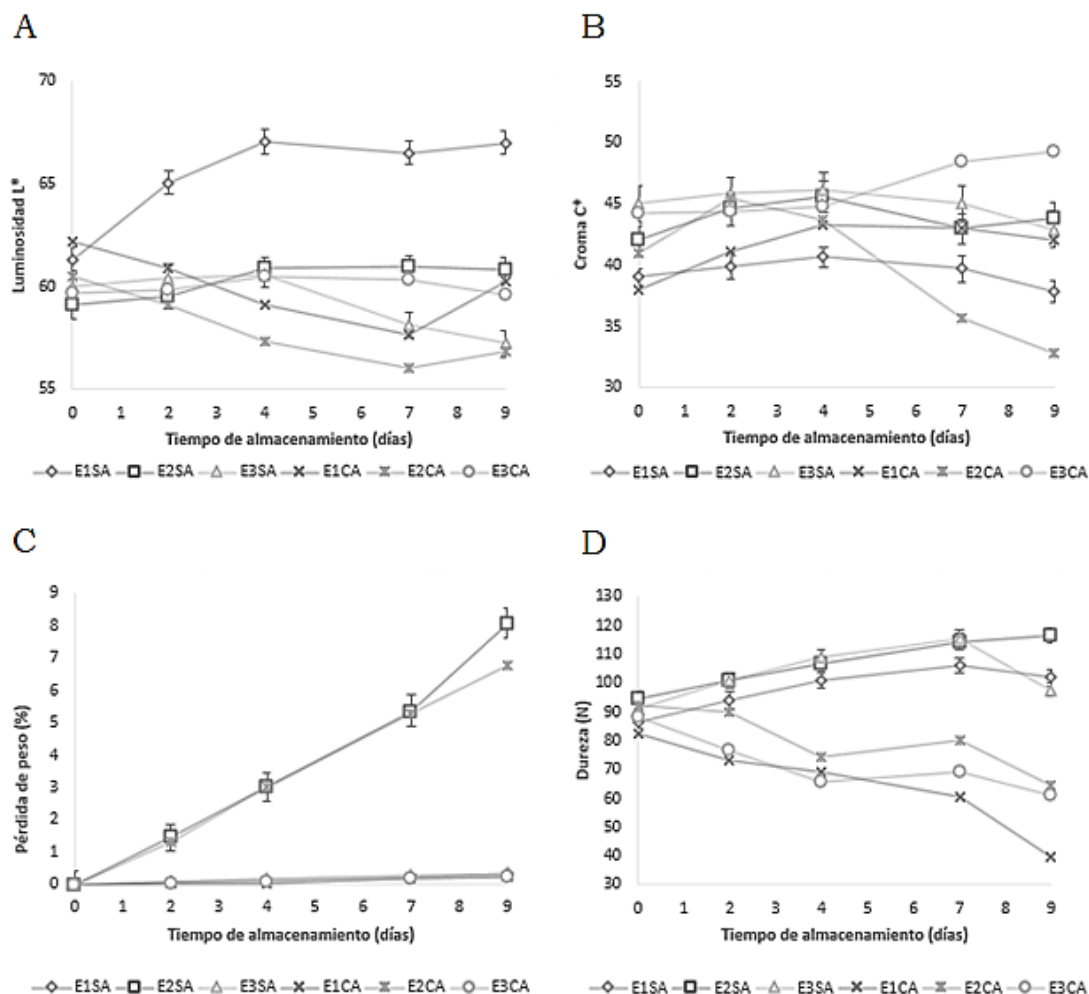 A
70
65
60
55
Luminosidad L*
0 1 2 3 4 5 6 7 8 9
Tiempo de almacenamiento (días)
E1SA E2SA E3SA E1CA E2CA E3CA
B
55
50
45
40
35
30
Croma C*
0 1 2 3 4 5 6 7 8 9
Tiempo de almacenamiento (días)
E1SA E2SA E3SA E1CA E2CA E3CA
C
9
8
7
6
5
4
3
2
1
0
Pérdida de peso (%)
0 1 2 3 4 5 6 7 8 9
Tiempo de almacenamiento (días)
E1SA E2SA E3SA E1CA E2CA E3CA
D
130
120
110
100
90
80
70
60
50
40
30
Dureza (N)
0 1 2 3 4 5 6 7 8 9
Tiempo de almacenamiento (días)
E1SA E2SA E3SA E1CA E2CA E3CA